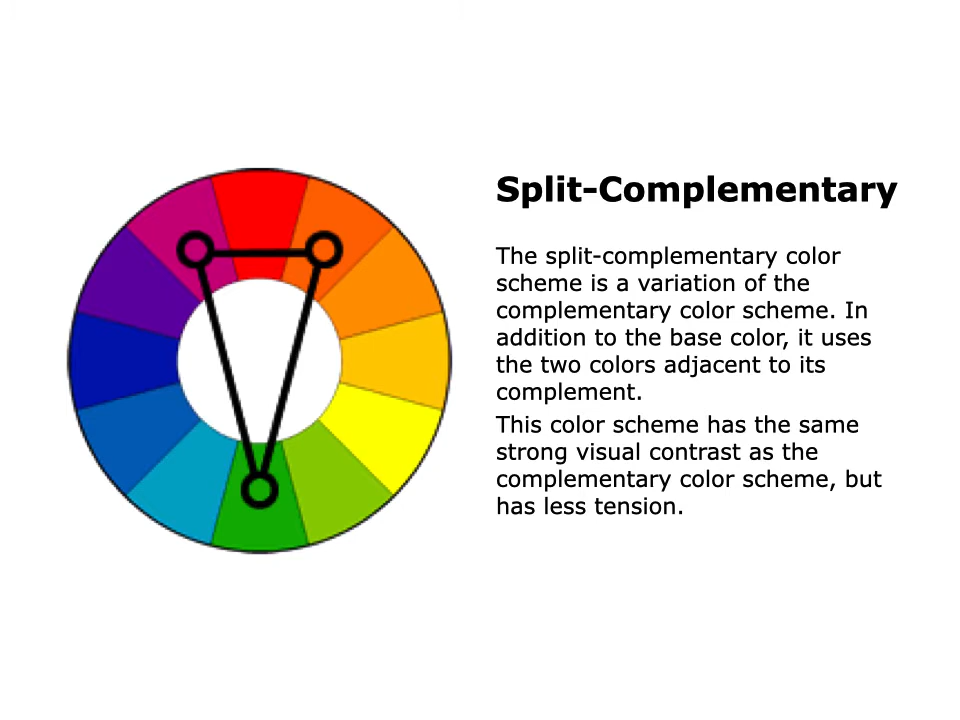 Split-Complementary
The split-complementary color
scheme is a variation of the
complementary color scheme. In
addition to the base color, it uses
the two colors adjacent to its
complement.
This color scheme has the same
strong visual contrast as the
complementary color scheme, but
has less tension.